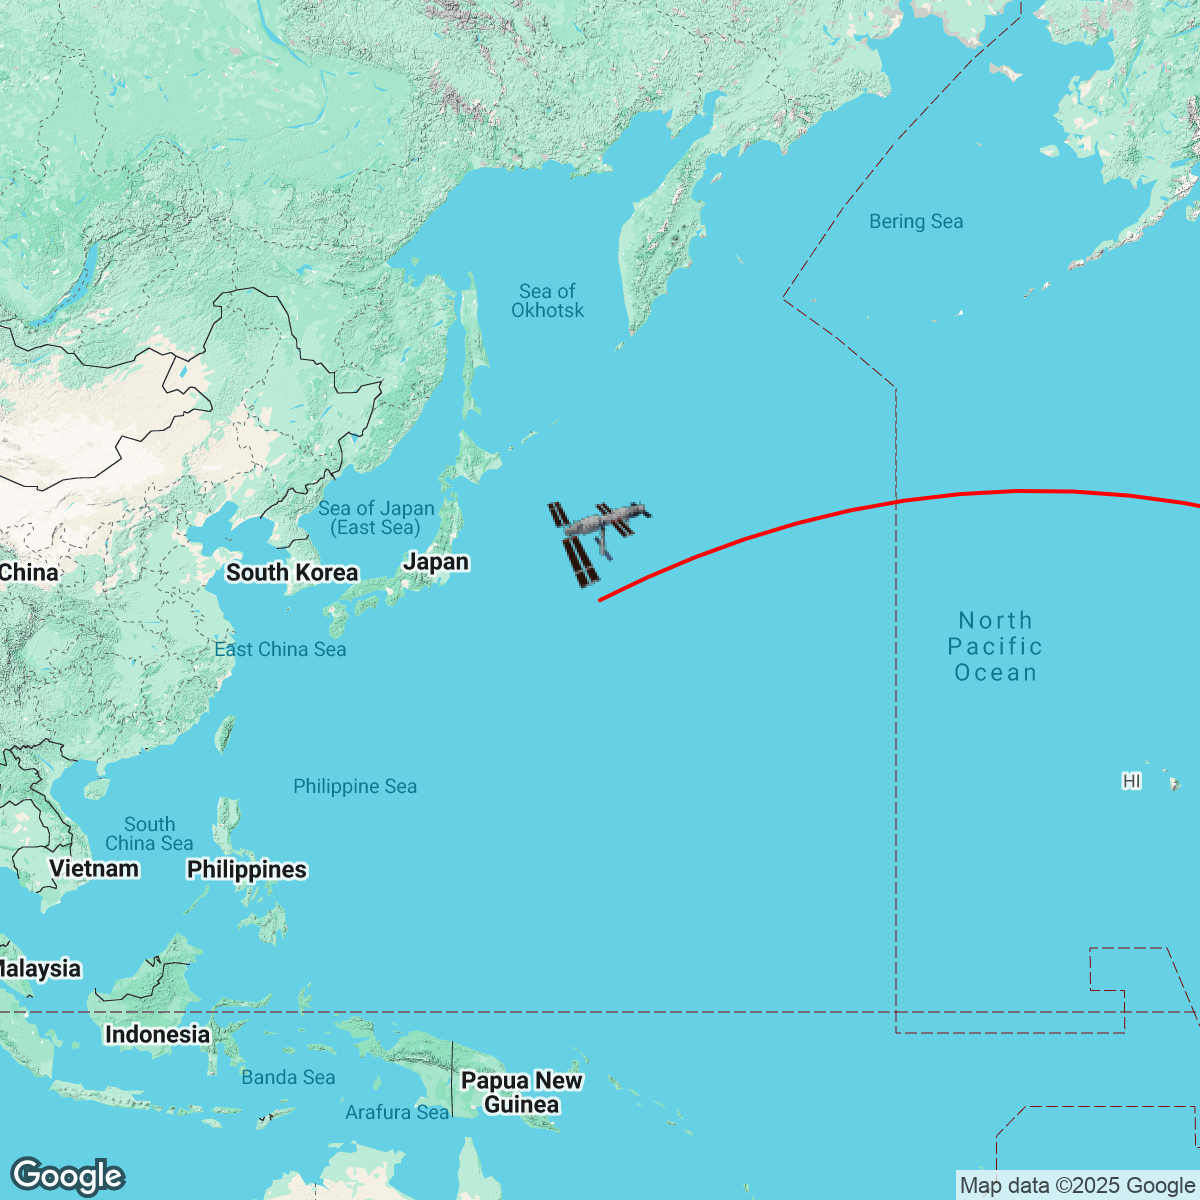 Bering Sea
Sea of
Okhotsk
Sea of Japan
(East Sea)
Japan
China
South Korea
North
Pacific
Ocean
East China Sea
HI
Philippine Sea
South
China Sea
Vietnam
Philippines
Malaysia
Indonesia
Banda Sea
Papua New
Guinea
Arafura Sea
Google
Map data ©2025 Google